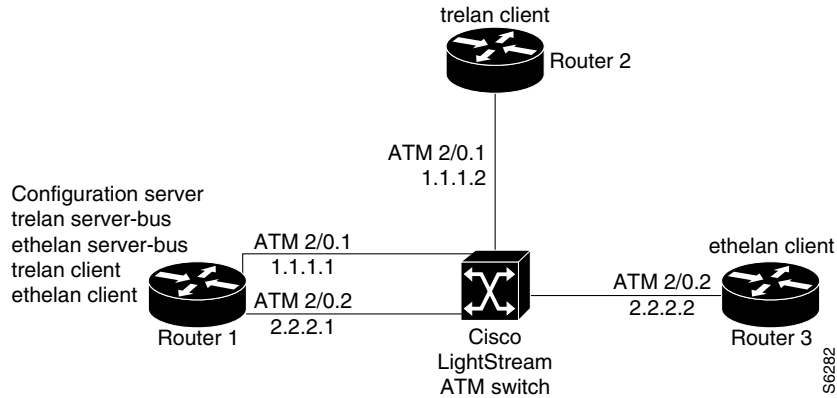 trelan client
Router 2
ATM 2/0.1
1.1.1.2
Configuration server
trelan server-bus
ethelan server-bus
trelan client
ethelan client
Router 1
ATM 2/0.1
1.1.1.1
ATM 2/0.2
2.2.2.1
Cisco
LightStream
ATM switch
ethelan client
ATM 2/0.2
2.2.2.2
Router 3
S6282